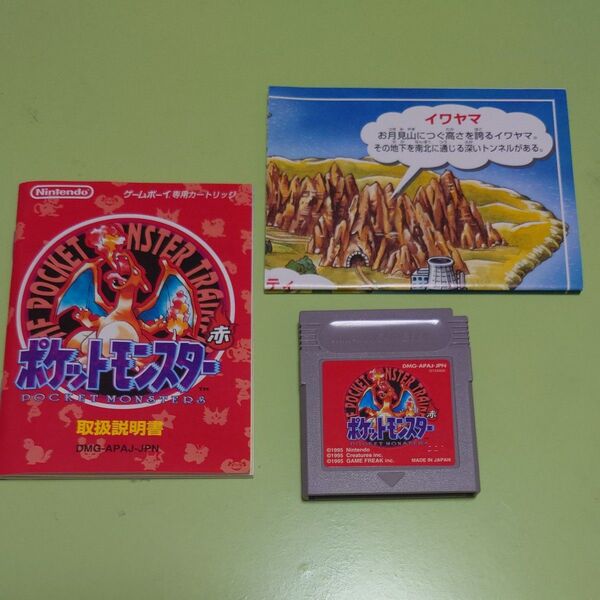 Nintendo
ゲームボーイ専用カートリッジ
POCKET MONSTER TRAI
赤
ポケットモンスター
TM
POCKET MONSTERS
取扱説明書
DMG-APAJ-JPN
イワヤマ
お月見山につぐ高さを誇るイワヤマ。
その地下を南北に通じる深いトンネルがある。
DMG-APAJ-JPN
POCKET MONSTER TRAI
赤
ポケットモンスター
POCKET MONSTERS
©1995 Nintendo
©1995 Creatures inc.
©1995 GAME FREAK inc.
MADE IN JAPAN